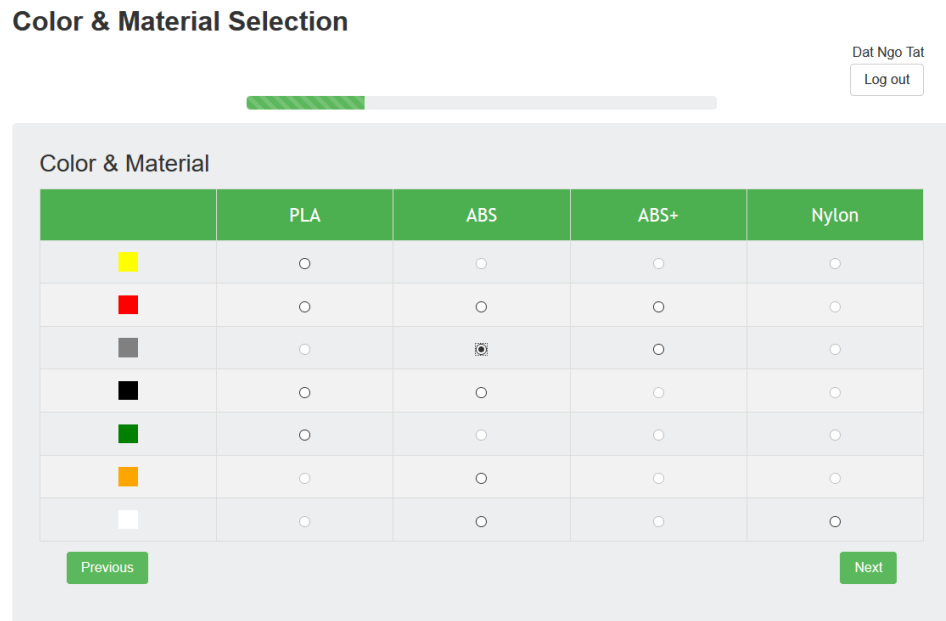 Color & Material Selection
Dat Ngo Tat
Log out
Color & Material
PLA ABS ABS+ Nylon
Previous Next